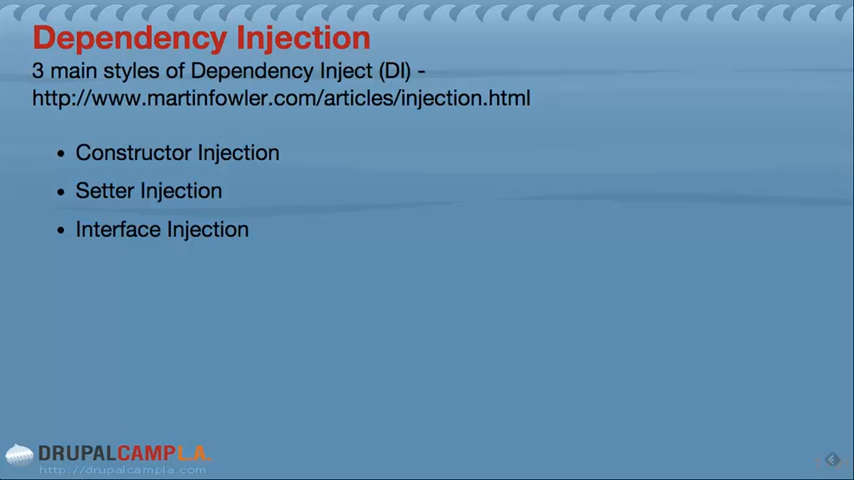 Dependency Injection
3 main styles of Dependency Inject (DI) -
http://www.martinfowler.com/articles/injection.html
• Constructor Injection
• Setter Injection
• Interface Injection
DRUPALCAMPL.A.
http://drupalcampla.com